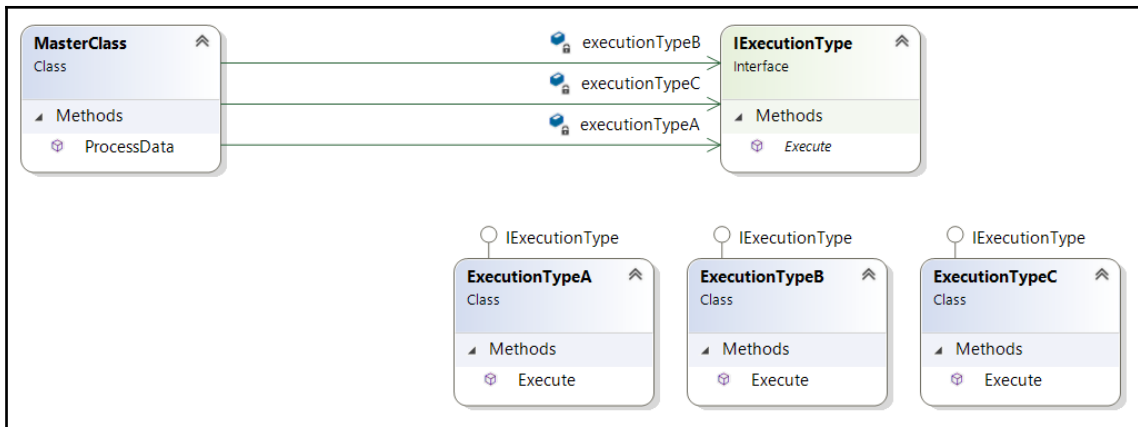 MasterClass
Class
Methods
ProcessData
executionTypeB
executionTypeC
executionTypeA
IExecutionType
Interface
Methods
Execute
IExecutionType
ExecutionTypeA
Class
Methods
Execute
IExecutionType
ExecutionTypeB
Class
Methods
Execute
IExecutionType
ExecutionTypeC
Class
Methods
Execute